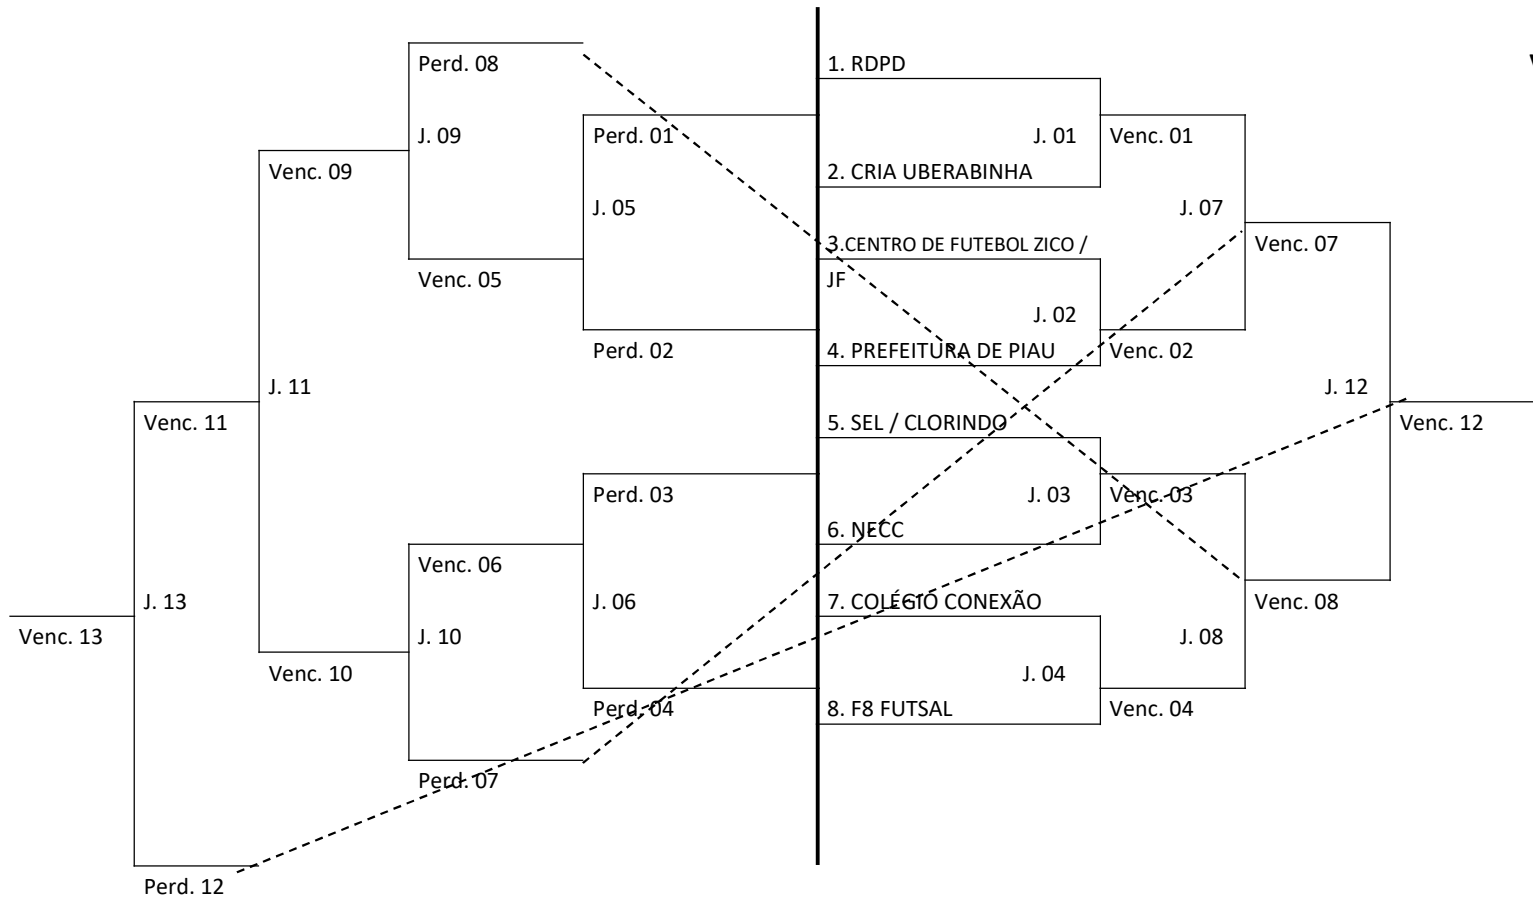 Perd. 08
1. RDPD
J. 09
Perd. 01
J. 01
Venc. 01
Venc. 09
2. CRIA UBERABINHA
J. 05
J. 07
3.CENTRO DE FUTEBOL ZICO /
JF
Venc. 07
Venc. 05
J. 02
Perd. 02
4. PREFEITURA DE PIAU
Venc. 02
J. 11
J. 12
Venc. 11
5. SEL / CLORINDO
Venc. 12
Perd. 03
J. 03
Venc. 03
6. NECC
Venc. 06
J. 13
J. 06
7. COLÉGIO CONEXÃO
Venc. 08
Venc. 13
J. 10
J. 08
Venc. 10
J. 04
Perd. 04
8. F8 FUTSAL
Venc. 04
Perd. 07
Perd. 12